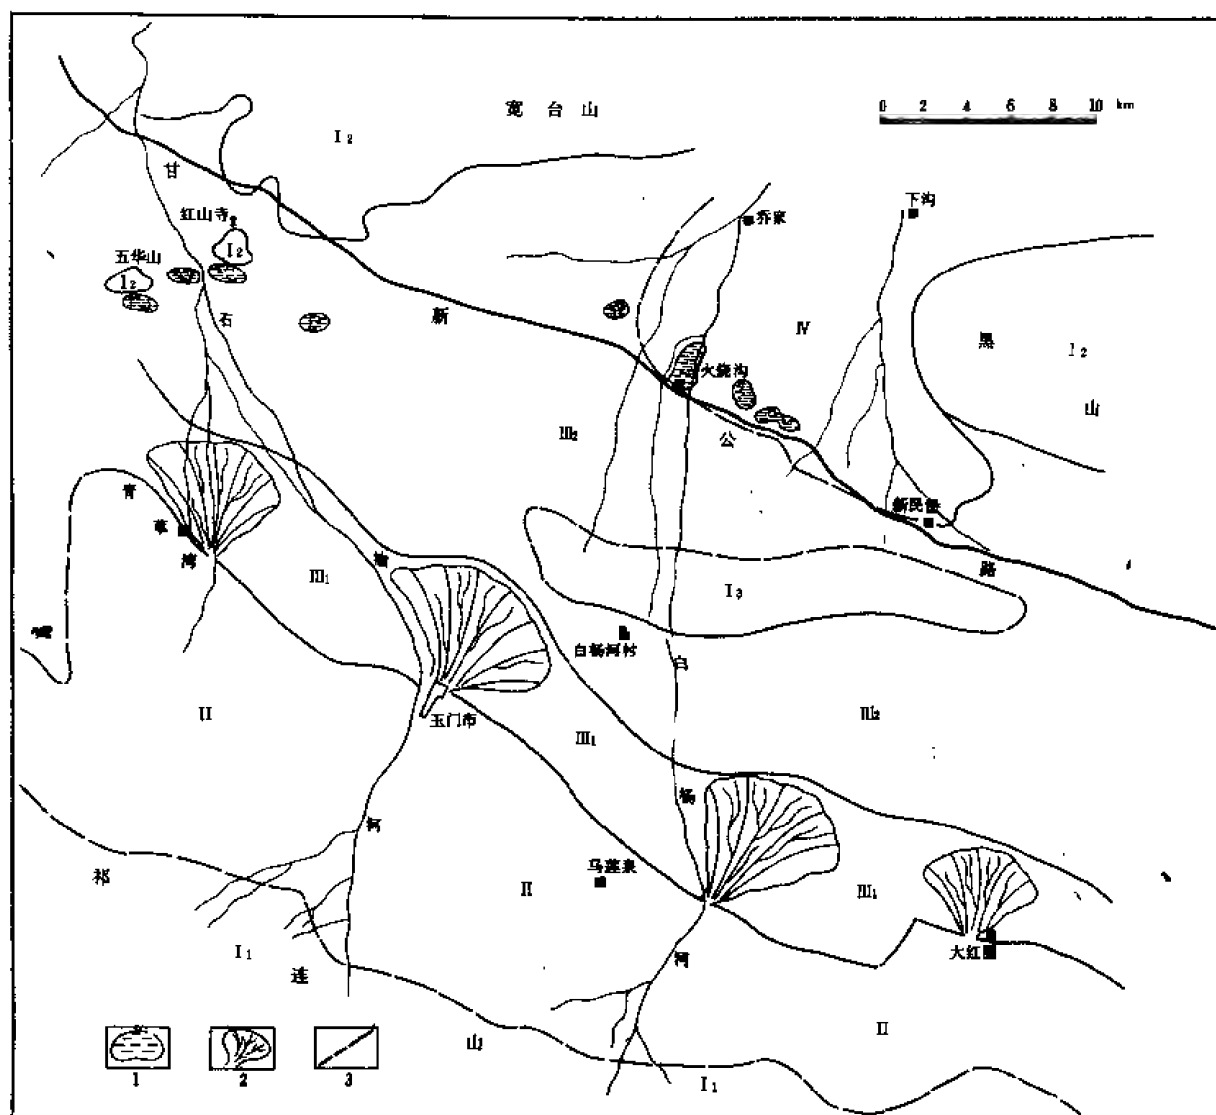 宽台山
0 2 4 6 8 10 km
I₂
甘
红山寺
I₂
五华山
I₂
石
新
乔家
下沟
Ⅳ
黑
I₂
山
火烧沟
Ⅲ₂
公
新民堡
路
青
草
湾
Ⅲ₁
I₃
白杨河村
白
Ⅱ
玉门市
Ⅲ₁
Ⅲ₂
杨
河
祁
马莲泉
Ⅱ
Ⅲ₁
I₁
连
河
大红圈
山
Ⅱ
I₁
1 2 3